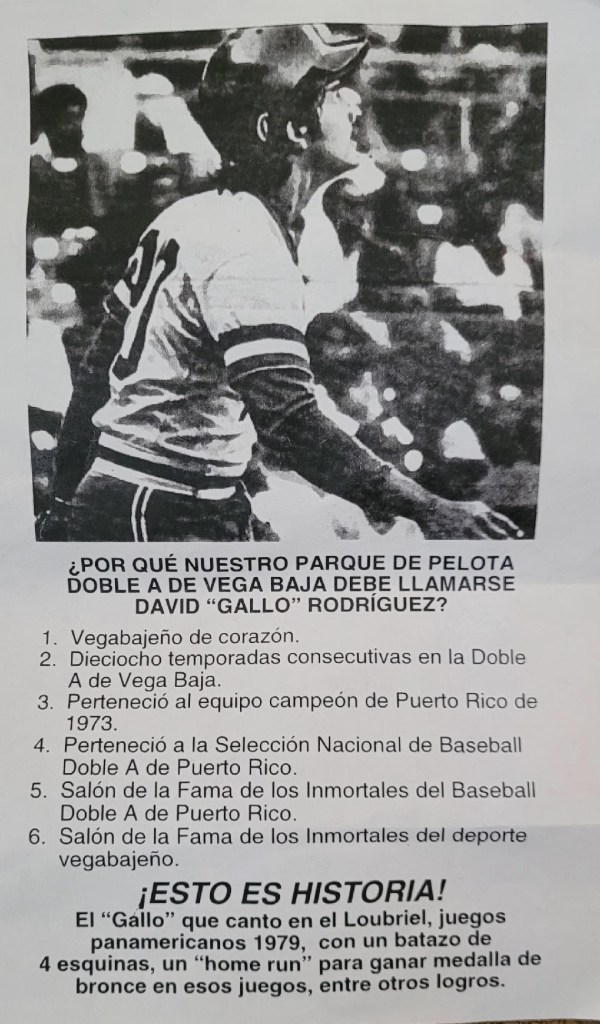 ¿POR QUÉ NUESTRO PARQUE DE PELOTA
DOBLE A DE VEGA BAJA DEBE LLAMARSE
DAVID “GALLO” RODRÍGUEZ?
1. Vegabajeño de corazón.
2. Dieciocho temporadas consecutivas en la Doble
A de Vega Baja.
3. Perteneció al equipo campeón de Puerto Rico de
1973.
4. Perteneció a la Selección Nacional de Baseball
Doble A de Puerto Rico.
5. Salón de la Fama de los Inmortales del Baseball
Doble A de Puerto Rico.
6. Salón de la Fama de los Inmortales del deporte
vegabajeño.
¡ESTO ES HISTORIA!
El “Gallo” que canto en el Loubriel, juegos
panamericanos 1979, con un batazo de
4 esquinas, un “home run” para ganar medalla de
bronce en esos juegos, entre otros logros.